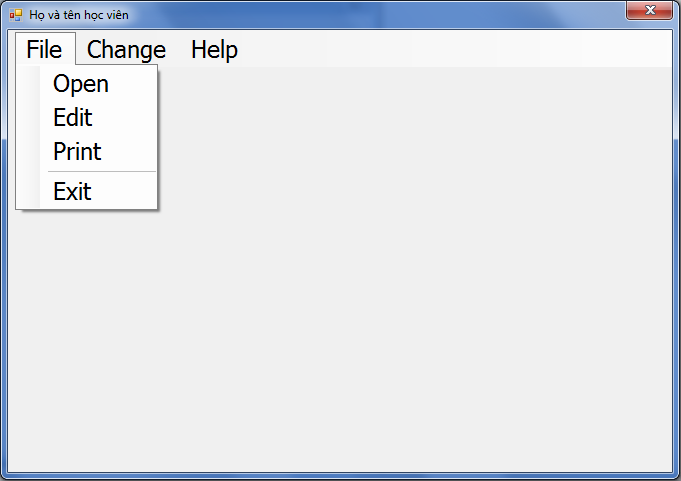 Họ và tên học viên
File Change Help
Open
Edit
Print
Exit